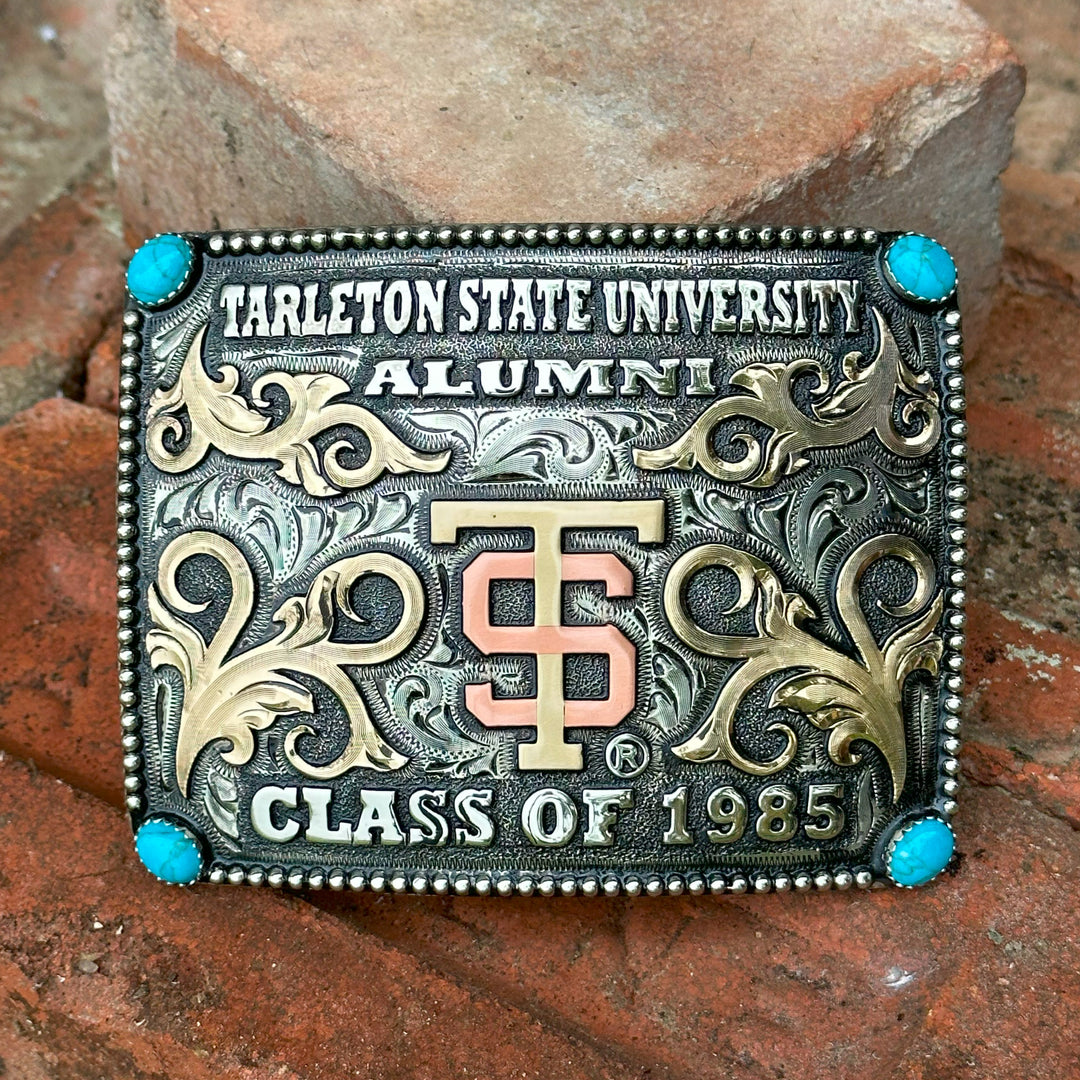 TARLETON STATE UNIVERSITY
ALUMNI
TS
®
CLASS OF 1985